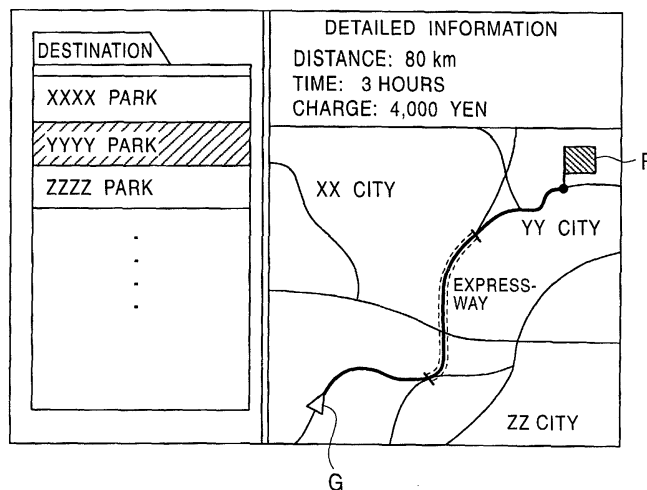 DESTINATION
XXXX PARK
YYYY PARK
ZZZZ PARK
DETAILED INFORMATION
DISTANCE: 80 km
TIME: 3 HOURS
CHARGE: 4,000 YEN
XX CITY
YY CITY
EXPRESS-
WAY
ZZ CITY
G